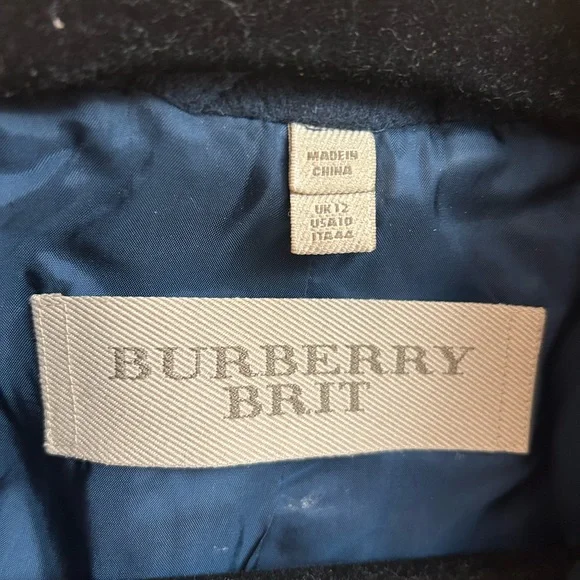 MADE IN
CHINA
UK12
USA10
ITA44
BURBERRY
BRIT